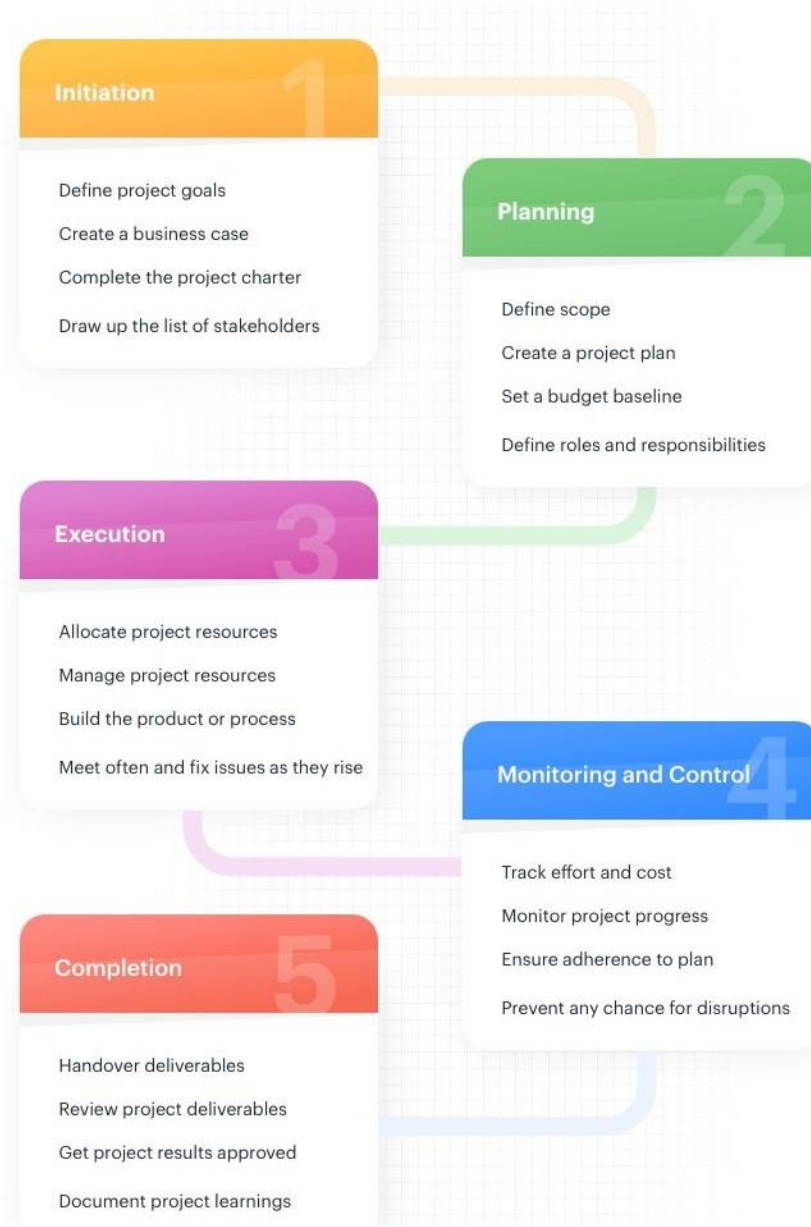 Initiation
1
Define project goals
Create a business case
Complete the project charter
Draw up the list of stakeholders
Planning
2
Define scope
Create a project plan
Set a budget baseline
Define roles and responsibilities
Execution
3
Allocate project resources
Manage project resources
Build the product or process
Meet often and fix issues as they rise
Monitoring and Control
4
Track effort and cost
Monitor project progress
Ensure adherence to plan
Prevent any chance for disruptions
Completion
5
Handover deliverables
Review project deliverables
Get project results approved
Document project learnings